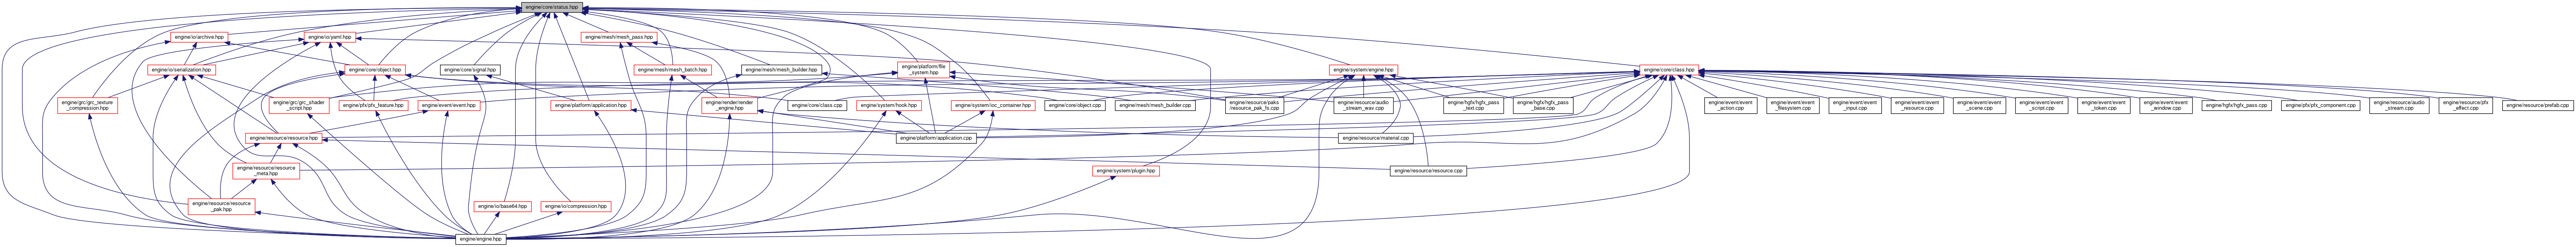 engine/core/status.hpp
engine/io/archive.hpp
engine/io/yaml.hpp
engine/mesh/mesh_pass.hpp
engine/io/serialization.hpp
engine/core/object.hpp
engine/core/signal.hpp
engine/mesh/mesh_batch.hpp
engine/mesh/mesh_builder.hpp
engine/platform/file
_system.hpp
engine/system/engine.hpp
engine/core/class.hpp
engine/grc/grc_texture
_compression.hpp
engine/grc/grc_shader
_script.hpp
engine/pfx/pfx_feature.hpp
engine/event/event.hpp
engine/platform/application.hpp
engine/render/render
_engine.hpp
engine/core/class.cpp
engine/system/hook.hpp
engine/system/ioc_container.hpp
engine/core/object.cpp
engine/mesh/mesh_builder.cpp
engine/resource/paks
/resource_pak_fs.cpp
engine/resource/audio
_stream_wav.cpp
engine/hgfx/hgfx_pass
_text.cpp
engine/hgfx/hgfx_pass
_base.cpp
engine/event/event
_action.cpp
engine/event/event
_filesystem.cpp
engine/event/event
_input.cpp
engine/event/event
_resource.cpp
engine/event/event
_scene.cpp
engine/event/event
_script.cpp
engine/event/event
_token.cpp
engine/event/event
_window.cpp
engine/hgfx/hgfx_pass.cpp
engine/pfx/pfx_component.cpp
engine/resource/audio
_stream.cpp
engine/resource/pfx
_effect.cpp
engine/resource/prefab.cpp
engine/resource/resource.hpp
engine/platform/application.cpp
engine/resource/material.cpp
engine/resource/resource
_meta.hpp
engine/system/plugin.hpp
engine/resource/resource.cpp
engine/resource/resource
_pak.hpp
engine/io/base64.hpp
engine/io/compression.hpp
engine/engine.hpp